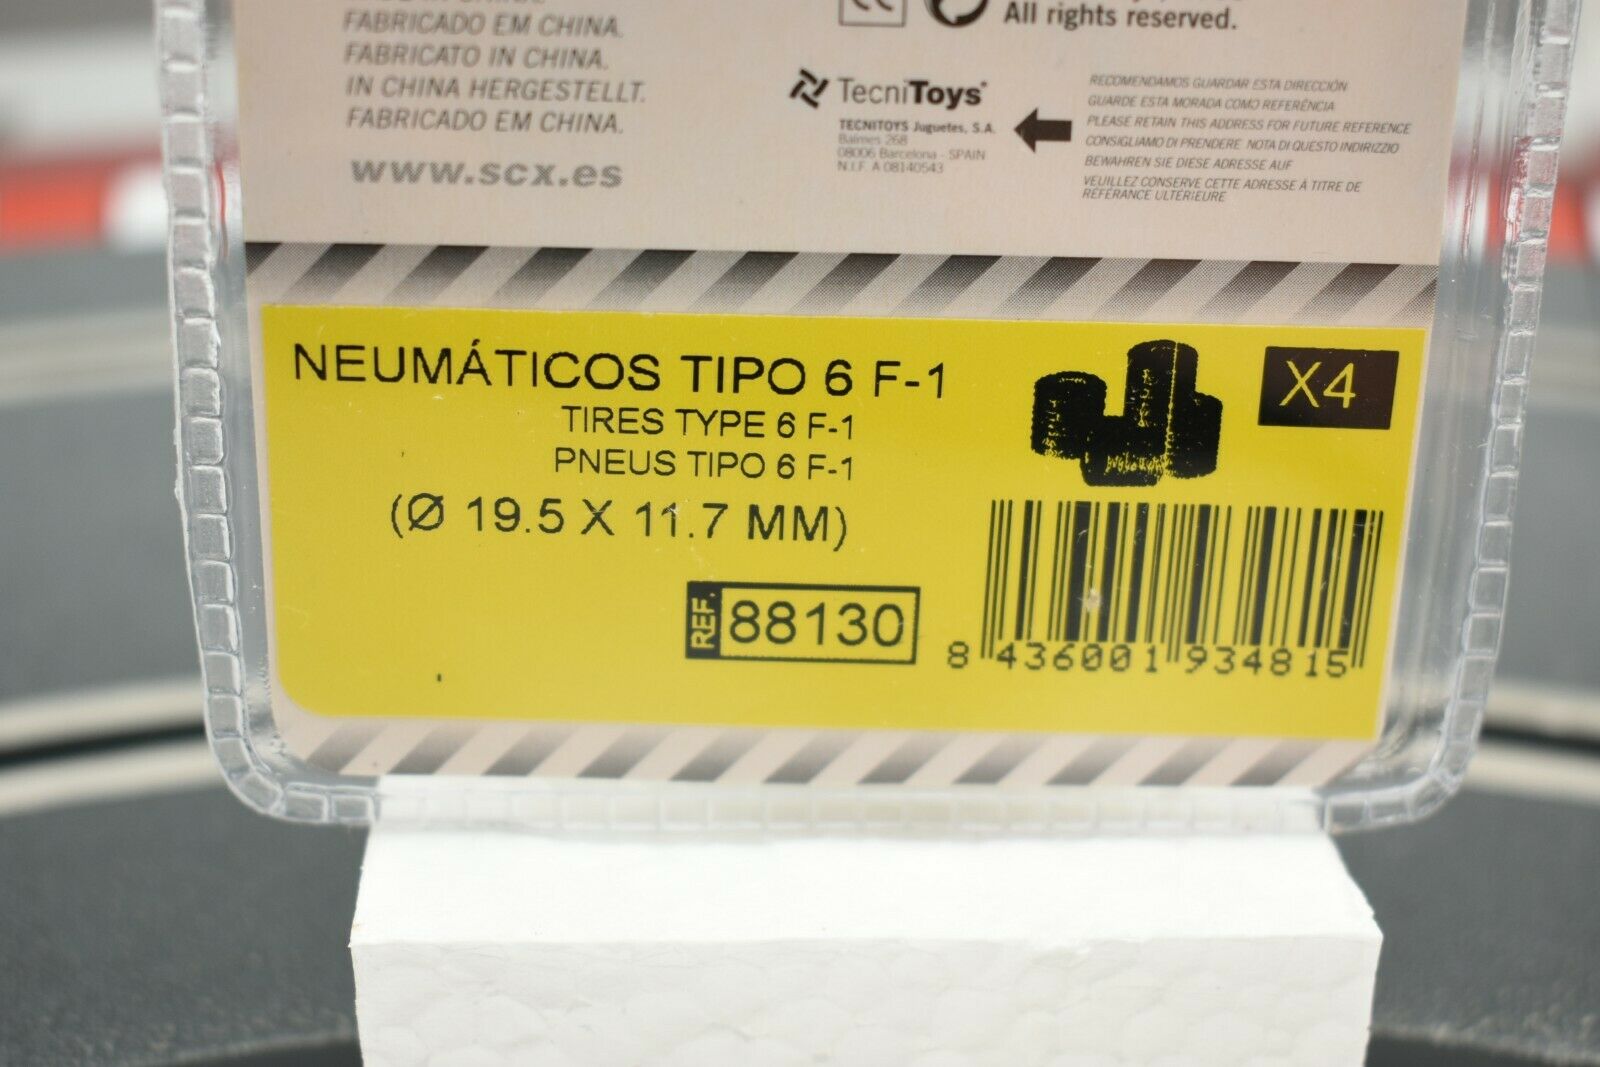 FABRICADO EM CHINA.
FABRICATO IN CHINA.
IN CHINA HERGESTELLT.
FABRICADO EM CHINA.
www.scx.es
CE
All rights reserved.
TecniToys
TECNITOYS Juguetes, S.A.
Balmes 268
08006 Barcelona - SPAIN
N.I.F. A 08140543
RECOMENDAMOS GUARDAR ESTA DIRECCIÓN
GUARDE ESTA MORADA COMO REFERÊNCIA
PLEASE RETAIN THIS ADDRESS FOR FUTURE REFERENCE
CONSIGLIAMO DI PRENDERE NOTA DI QUESTO INDIRIZZIO
BEWAHREN SIE DIESE ADRESSE AUF
VEUILLEZ CONSERVE CETTE ADRESSE À TITRE DE
RÉFÉRANCE ULTÉRIEURE
NEUMÁTICOS TIPO 6 F-1
TIRES TYPE 6 F-1
PNEUS TIPO 6 F-1
(Ø 19.5 X 11.7 MM)
X4
REF. 88130
8 436001 934815